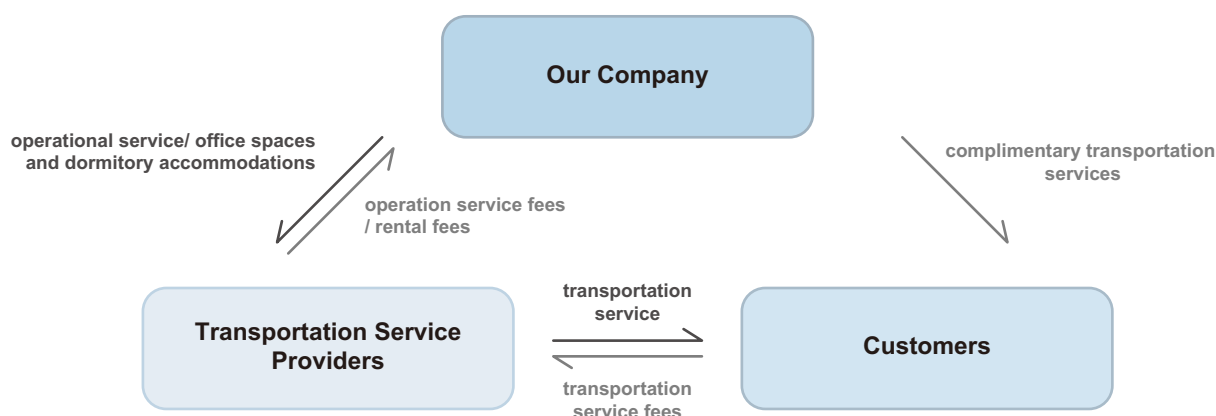 Our Company
operational service/ office spaces
and dormitory accommodations
complimentary transportation
services
operation service fees
/ rental fees
Transportation Service
Providers
transportation
service
Customers
transportation
service fees